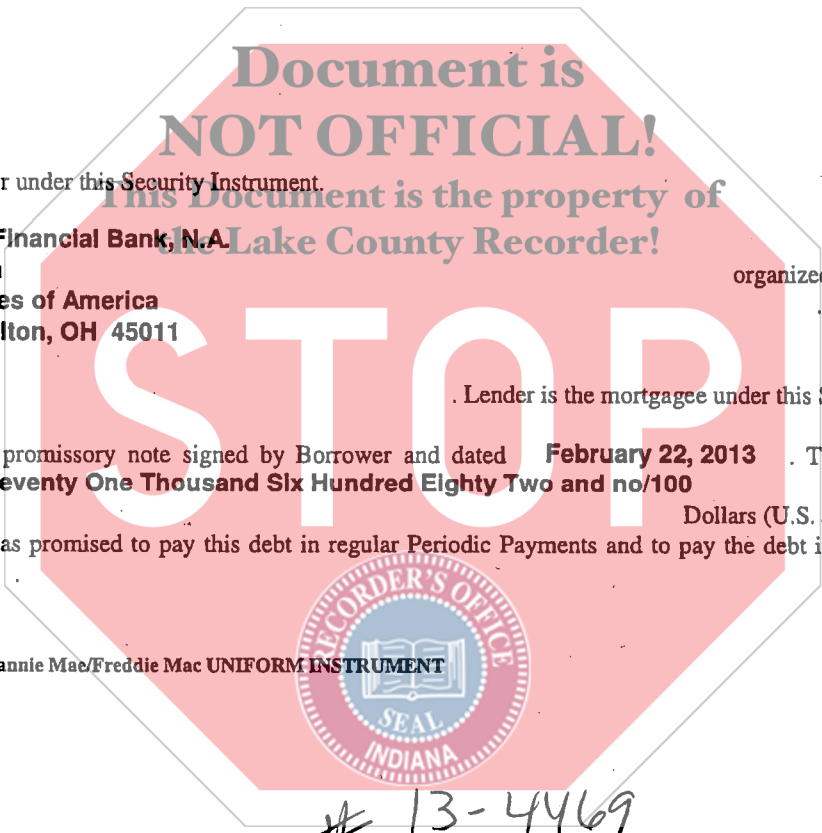 Document is
NOT OFFICIAL!
r under this Security Instrument.
This Document is the property of
Financial Bank, N.A.
the Lake County Recorder!
organized
es of America
lton, OH 45011
STOP
. Lender is the mortgagee under this S
promissory note signed by Borrower and dated February 22, 2013 . T
eventy One Thousand Six Hundred Eighty Two and no/100
Dollars (U.S.
as promised to pay this debt in regular Periodic Payments and to pay the debt i
RECORDER'S OFFICE
annie Mae/Freddie Mac UNIFORM INSTRUMENT
SEAL
INDIANA
# 13-4469